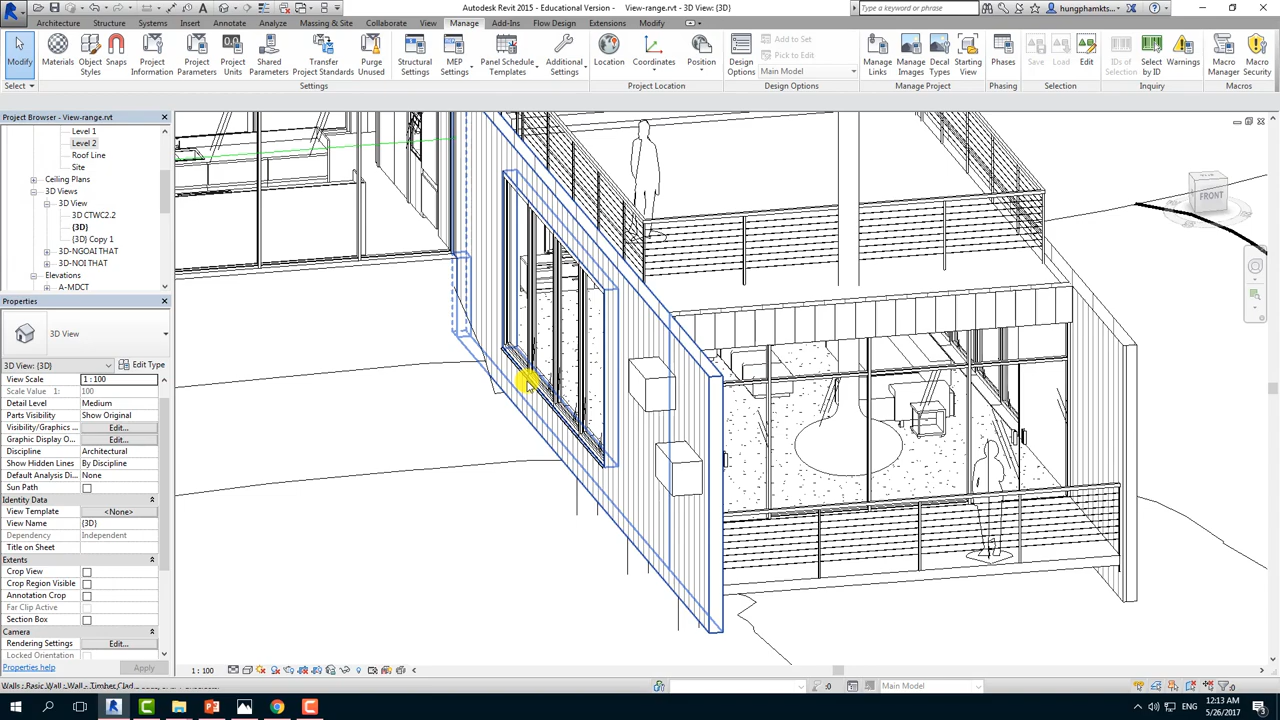 Autodesk Revit 2015 - Educational Version - View-range.rvt - 3D View: {3D}
Type a keyword or phrase
hungphamkts...
Architecture Structure Systems Insert Annotate Analyze Massing & Site Collaborate View Manage Add-Ins Flow Design Extensions Modify
Modify
Materials
Object Styles
Snaps
Project Information
Project Parameters
Project Units
Shared Parameters
Transfer Project Standards
Purge Unused
Structural Settings
MEP Settings
Panel Schedule Templates
Additional Settings
Location
Coordinates
Position
Design Options
Add to Set
Pick to Edit
Main Model
Manage Links
Manage Images
Decal Types
Starting View
Phases
Save
Load
Edit
IDs of Selection
Select by ID
Warnings
Macro Manager
Macro Security
Select
Settings
Project Location
Design Options
Manage Project
Phasing
Selection
Inquiry
Macros
Project Browser - View-range.rvt
Level 1
Level 2
Roof Line
Site
Ceiling Plans
3D Views
3D View
3D CTWC2.2
{3D}
{3D} Copy 1
3D-NGOAI THAT
3D-NOI THAT
Elevations
A-MDCT
Properties
3D View
3D View: {3D}
Edit Type
View Scale 1 : 100
Scale Value 1: 100
Detail Level Medium
Parts Visibility Show Original
Visibility/Graphics ... Edit...
Graphic Display O... Edit...
Discipline Architectural
Show Hidden Lines By Discipline
Default Analysis Di... None
Sun Path
Identity Data
View Template <None>
View Name {3D}
Dependency Independent
Title on Sheet
Extents
Crop View
Crop Region Visible
Annotation Crop
Far Clip Active
Section Box
Camera
Rendering Settings Edit...
Locked Orientation
Properties help
Apply
FRONT
1 : 100
Walls : Basic Wall : Wall - Timber Clad
:0
Main Model
:0
ENG
12:13 AM
5/26/2017